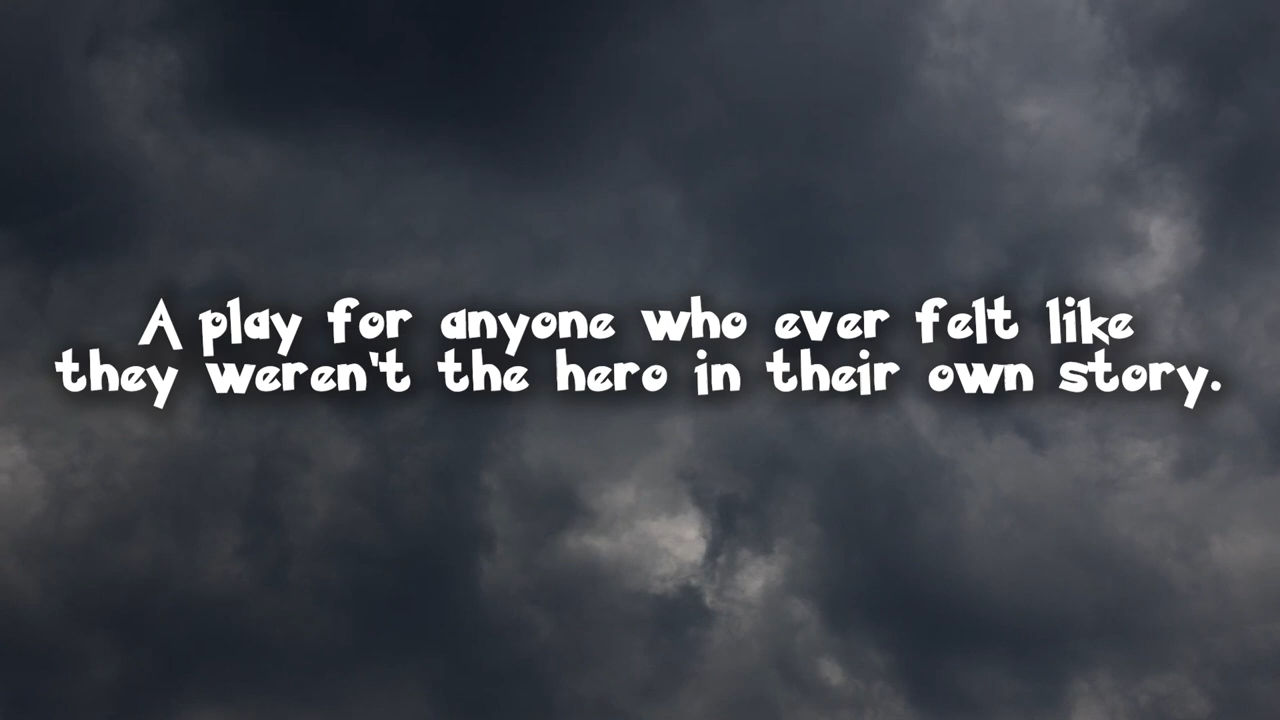 A play for anyone who ever felt like
they weren't the hero in their own story.